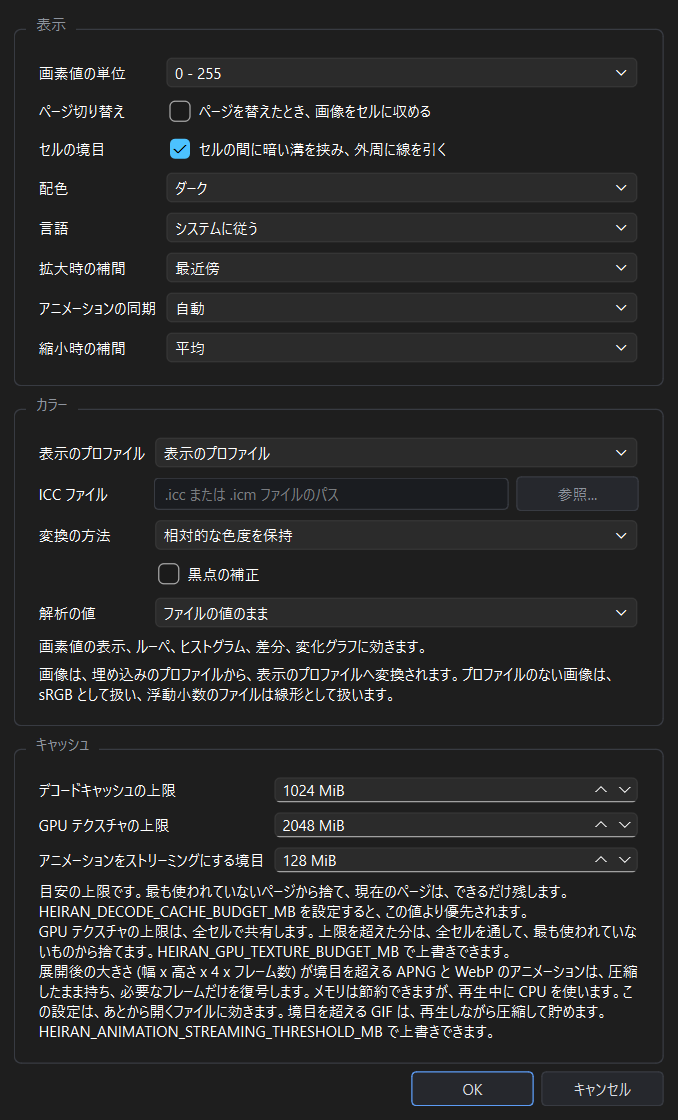 表示
画素値の単位
0 - 255
ページ切り替え
ページを替えたとき、画像をセルに収める
セルの境目
セルの間に暗い溝を挟み、外周に線を引く
配色
ダーク
言語
システムに従う
拡大時の補間
最近傍
アニメーションの同期
自動
縮小時の補間
平均
カラー
表示のプロファイル
表示のプロファイル
ICC ファイル
.icc または .icm ファイルのパス
参照...
変換の方法
相対的な色度を保持
黒点の補正
解析の値
ファイルの値のまま
画素値の表示、ルーペ、ヒストグラム、差分、変化グラフに効きます。
画像は、埋め込みのプロファイルから、表示のプロファイルへ変換されます。プロファイルのない画像は、
sRGB として扱い、浮動小数のファイルは線形として扱います。
キャッシュ
デコードキャッシュの上限
1024 MiB
GPU テクスチャの上限
2048 MiB
アニメーションをストリーミングにする境目
128 MiB
目安の上限です。最も使われていないページから捨て、現在のページは、できるだけ残します。
HEIRAN_DECODE_CACHE_BUDGET_MB を設定すると、この値より優先されます。
GPU テクスチャの上限は、全セルで共有します。上限を超えた分は、全セルを通して、最も使われていな
いものから捨てます。HEIRAN_GPU_TEXTURE_BUDGET_MB で上書きできます。
展開後の大きさ (幅 x 高さ x 4 x フレーム数) が境目を超える APNG と WebP のアニメーションは、圧縮
したまま持ち、必要なフレームだけを復号します。メモリは節約できますが、再生中に CPU を使います。こ
の設定は、あとから開くファイルに効きます。境目を超える GIF は、再生しながら圧縮して貯めます。
HEIRAN_ANIMATION_STREAMING_THRESHOLD_MB で上書きできます。
OK
キャンセル